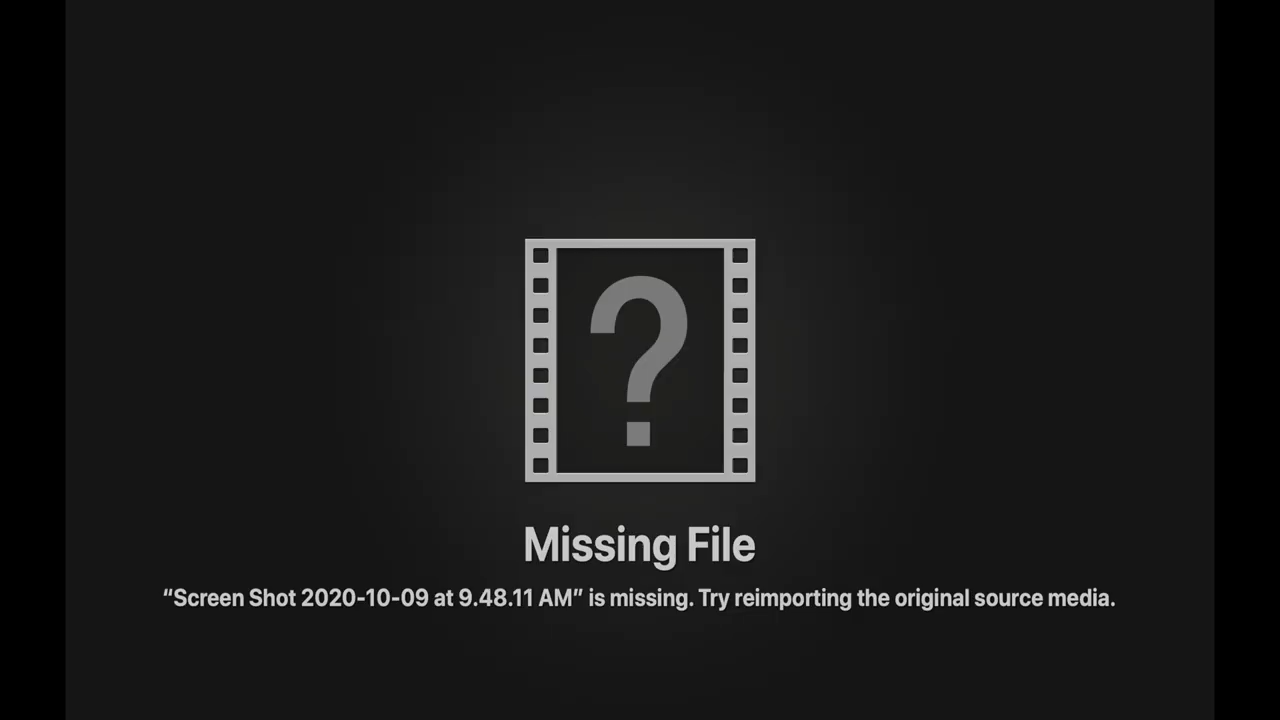 ?
Missing File
“Screen Shot 2020-10-09 at 9.48.11 AM” is missing. Try reimporting the original source media.